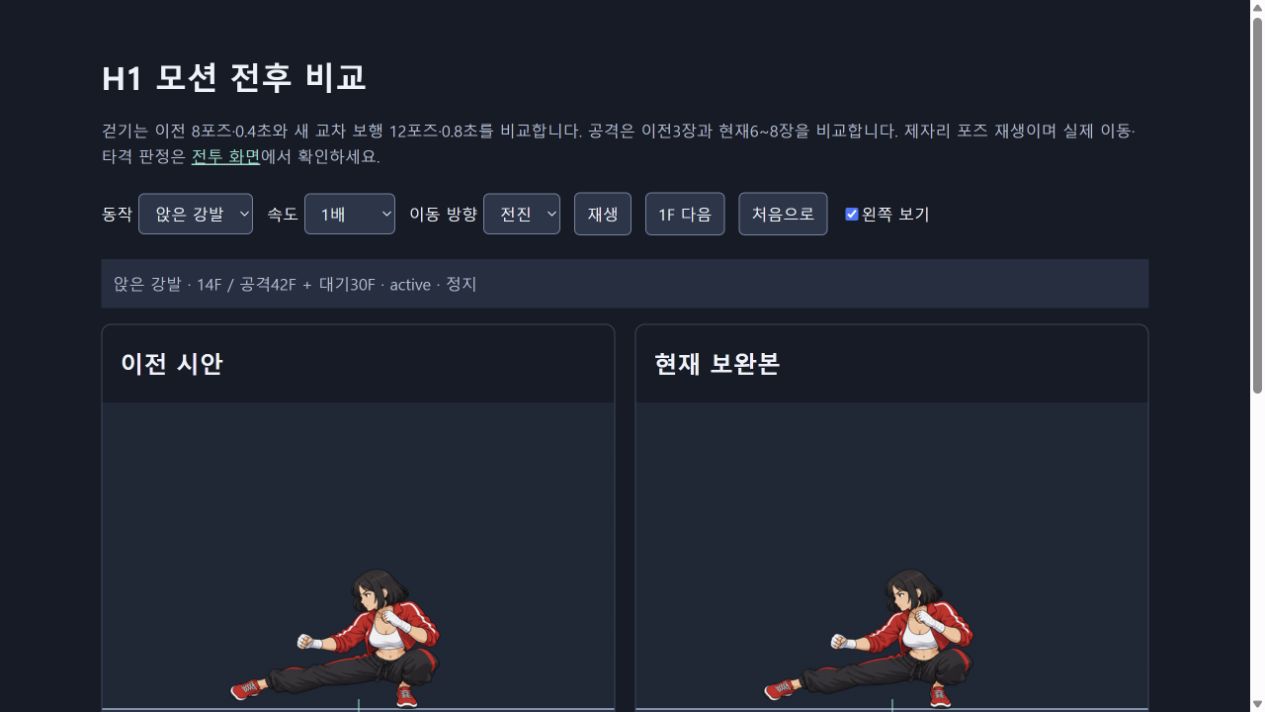 H1 모션 전후 비교
걷기는 이전 8포즈·0.4초와 새 교차 보행 12포즈·0.8초를 비교합니다. 공격은 이전3장과 현재6~8장을 비교합니다. 제자리 포즈 재생이며 실제 이동·
타격 판정은 전투 화면에서 확인하세요.
동작 앉은 강발 속도 1배 이동 방향 전진 재생 1F 다음 처음으로 왼쪽 보기
앉은 강발 · 14F / 공격42F + 대기30F · active · 정지
이전 시안 현재 보완본